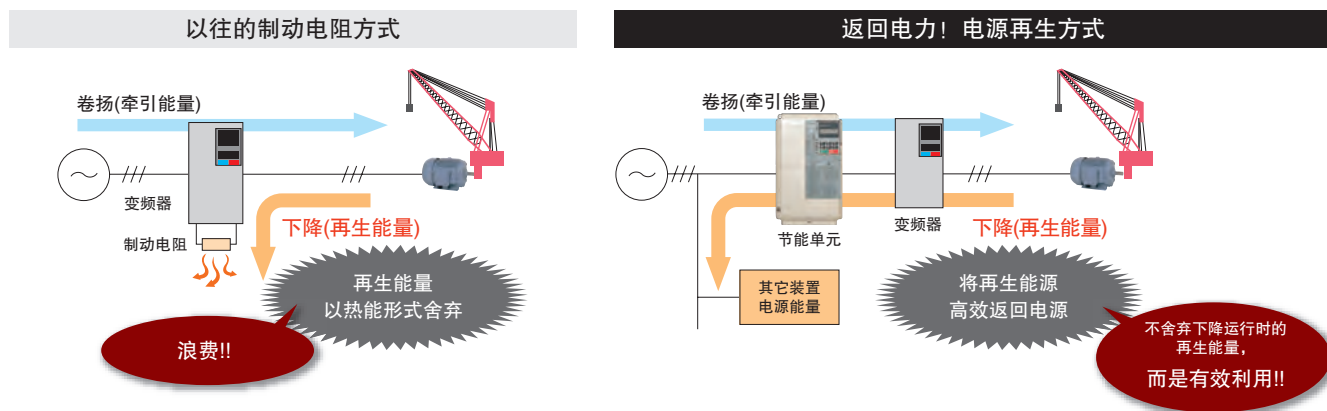 以往的制动电阻方式
卷扬(牵引能量)
变频器
制动电阻
下降(再生能量)
再生能量
以热能形式舍弃
浪费!!
返回电力！电源再生方式
卷扬(牵引能量)
变频器
节能单元
下降(再生能量)
其它装置
电源能量
将再生能源
高效返回电源
不舍弃下降运行时的
再生能量，
而是有效利用!!